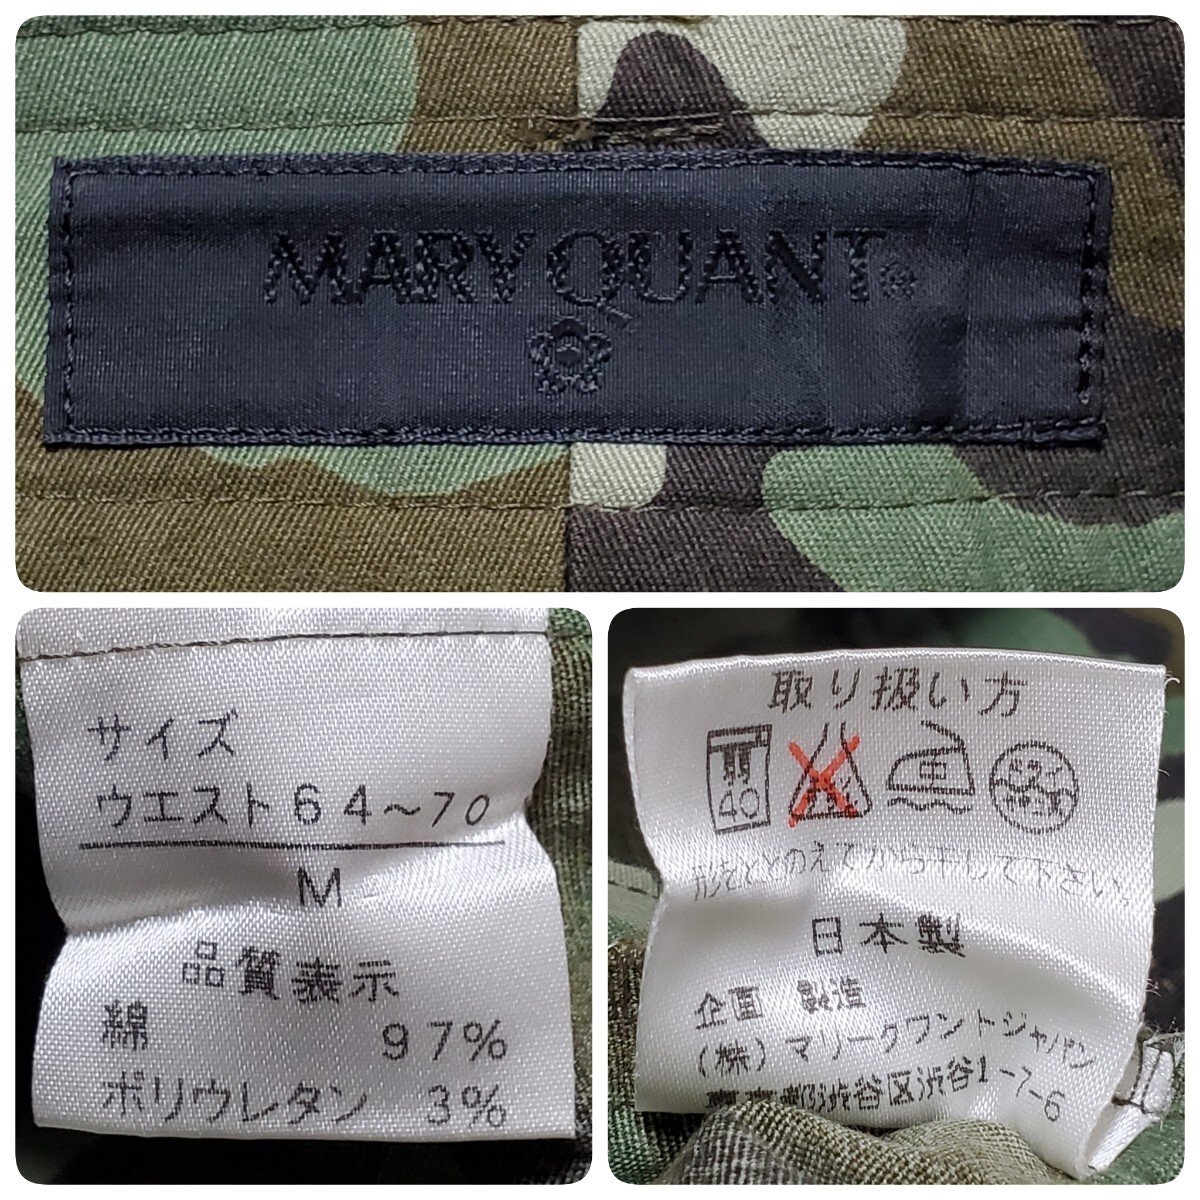 MARY QUANT®
サイズ
ウエスト64～70
M
品質表示
綿 97%
ポリウレタン 3%
取り扱い方
40
形をととのえてから干して下さい。
日本製
企画 製造
(株)マリークワントジャパン
東京都渋谷区渋谷1-7-6